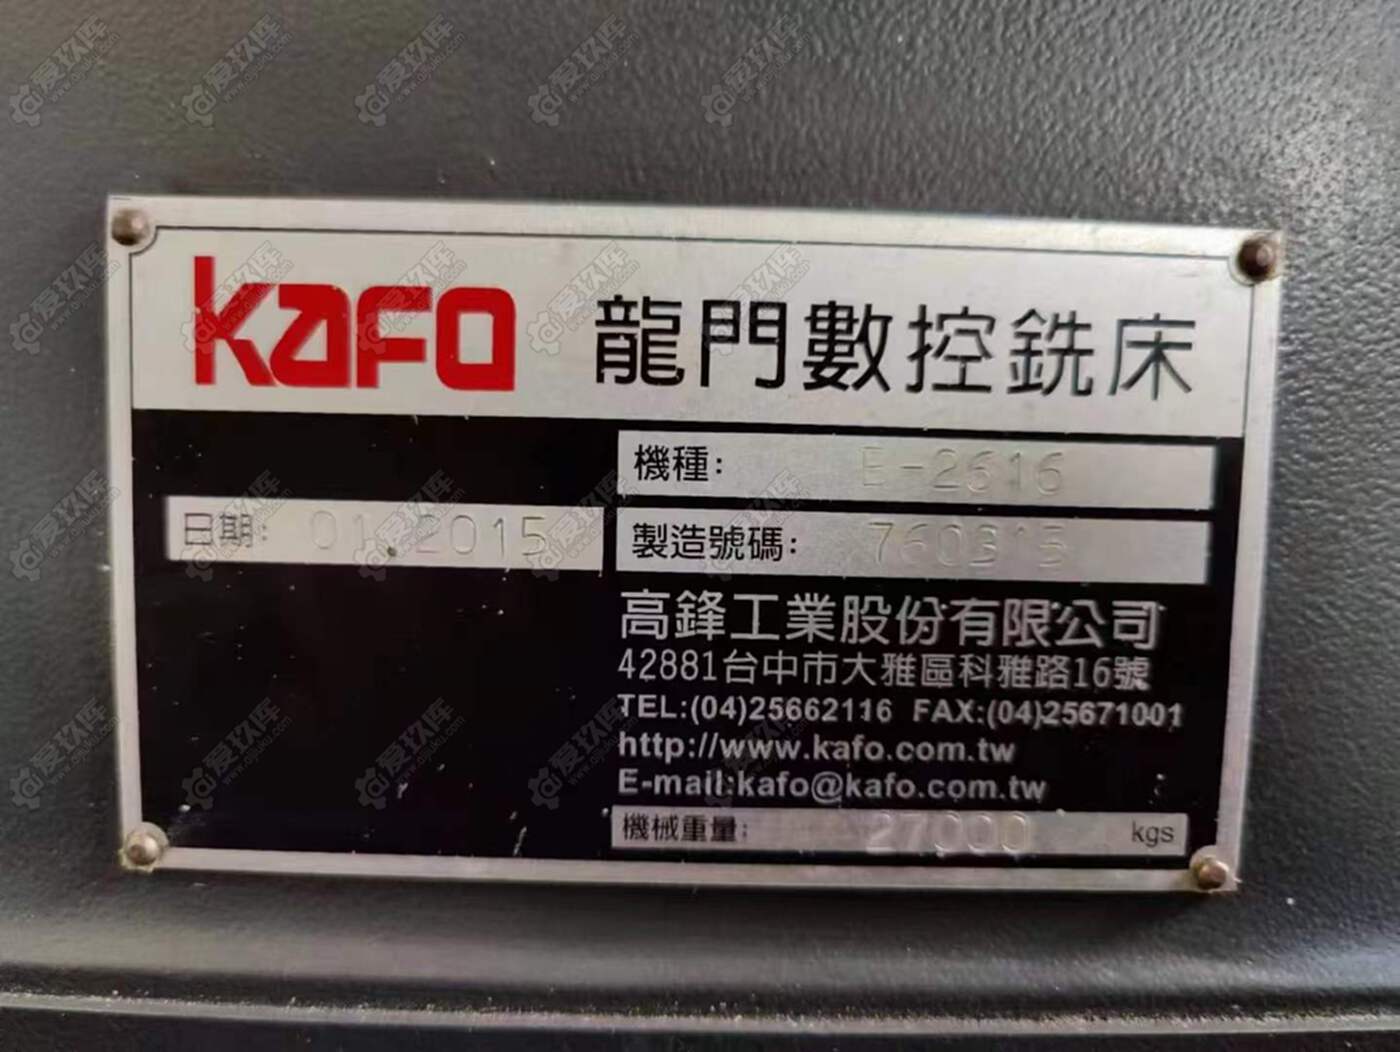 kaFO 龍門數控銑床
機種: E-2616
日期: 01.2015
製造號碼: 760315
高鋒工業股份有限公司
42881台中市大雅區科雅路16號
TEL:(04)25662116 FAX:(04)25671001
http://www.kafo.com.tw
E-mail:kafo@kafo.com.tw
機械重量: 27000 kgs
爱玖库